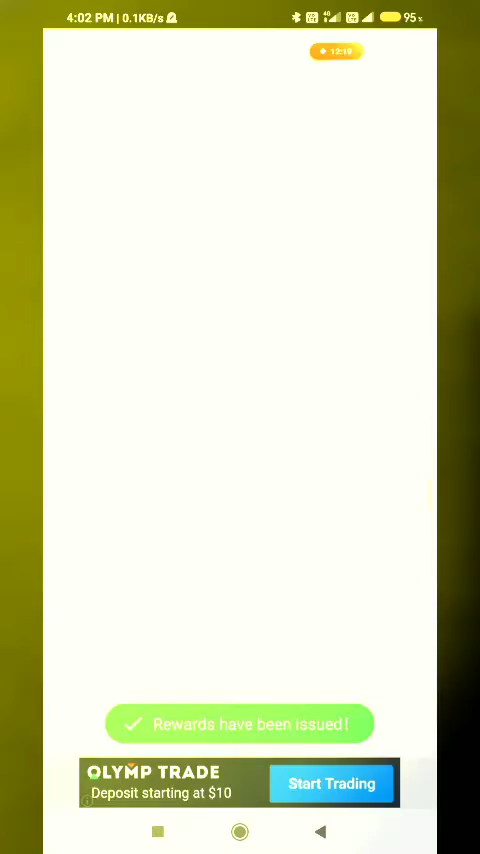 4:02 PM | 0.1KB/s
95%
12:19
Rewards have been issued!
OLYMP TRADE
Deposit starting at $10
Start Trading